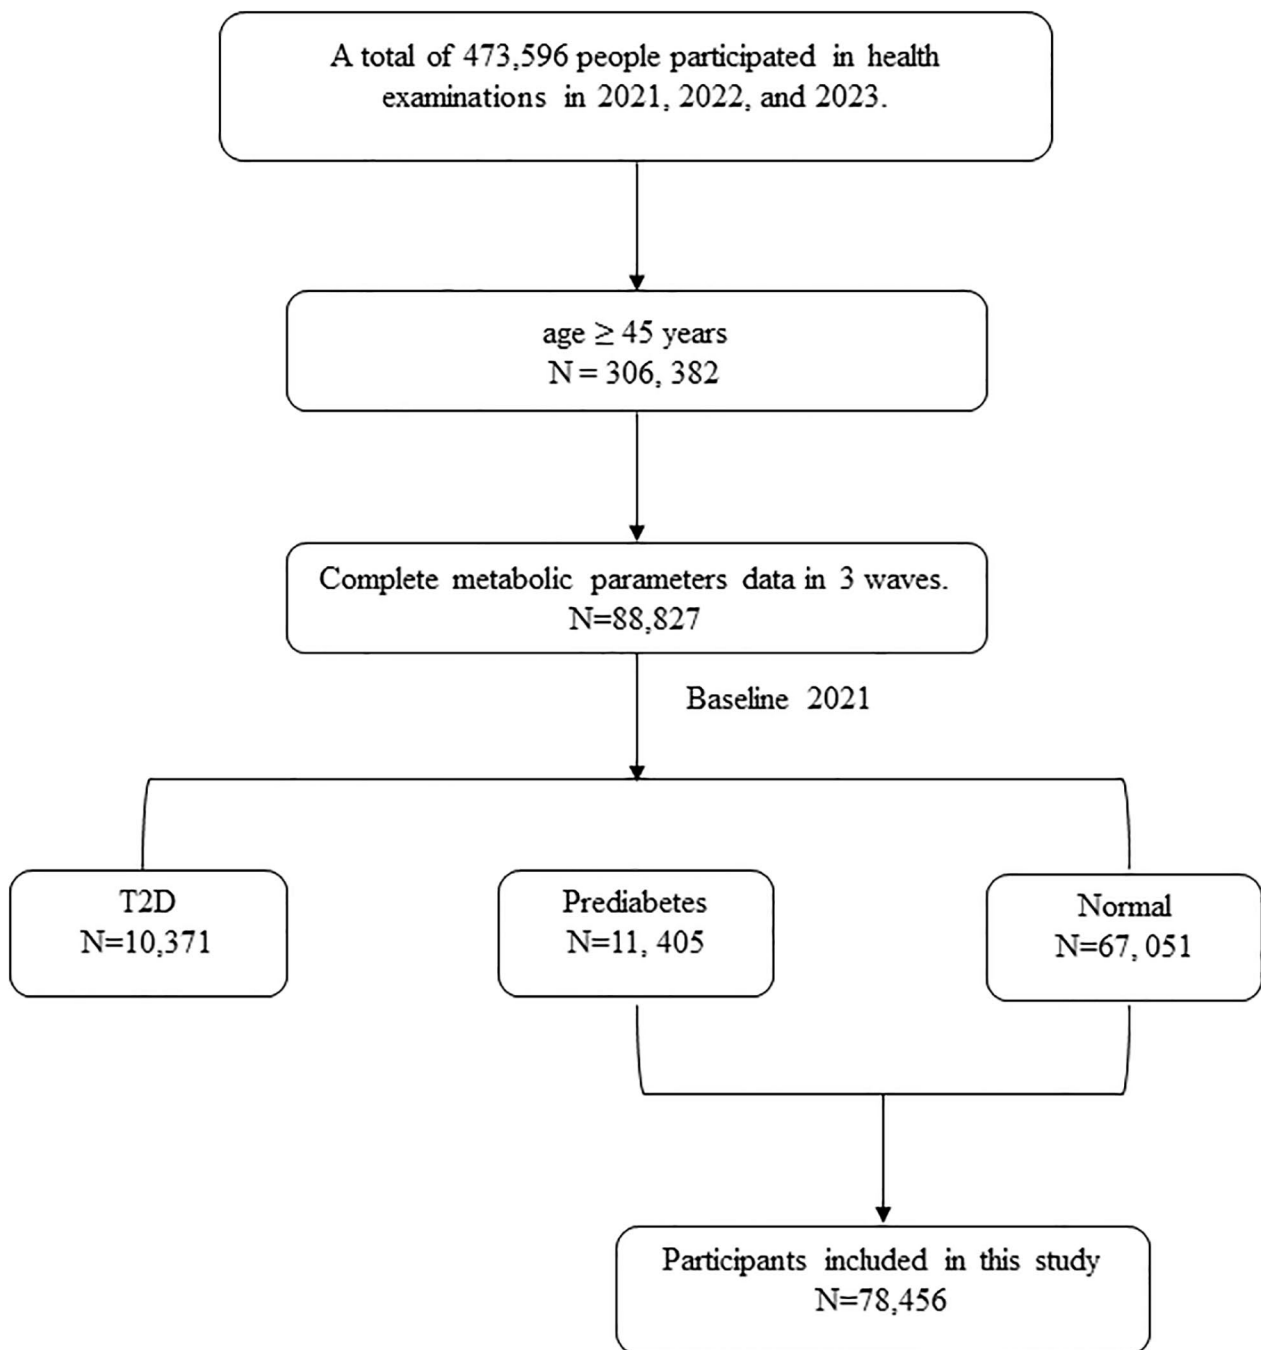 A total of 473,596 people participated in health
examinations in 2021, 2022, and 2023.
age ≥ 45 years
N = 306, 382
Complete metabolic parameters data in 3 waves.
N=88,827
Baseline 2021
T2D
N=10,371
Prediabetes
N=11, 405
Normal
N=67, 051
Participants included in this study
N=78,456